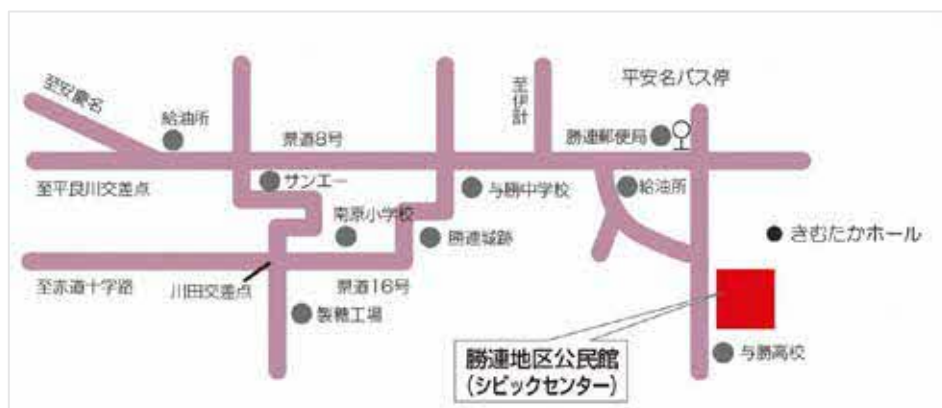 平安名バス停
至安慶名
至伊計
給油所
県道8号
勝連郵便局
至平良川交差点
サンエー
与勝中学校
給油所
南原小学校
勝連城跡
きむたかホール
至赤道十字路
川田交差点
県道16号
製糖工場
勝連地区公民館
(シビックセンター)
与勝高校